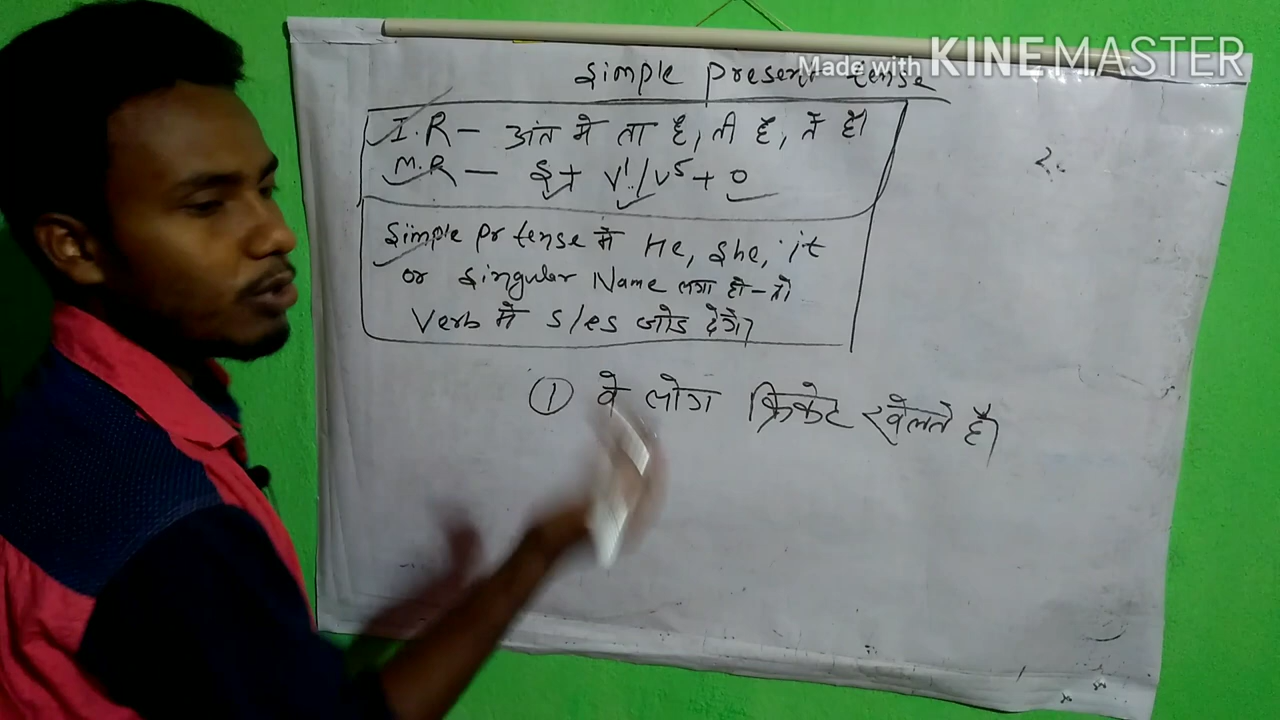 Made with KINEMASTER
Simple present tense
I.R – अंत में ता है, ती है, ते हैं।
M.R – S + V1/V5 + O
Simple pr tense में He, She, it
or Singular Name लगा हो – तो
Verb में s/es जोड देंगे।
① वे लोग क्रिकेट खेलते हैं।
2.